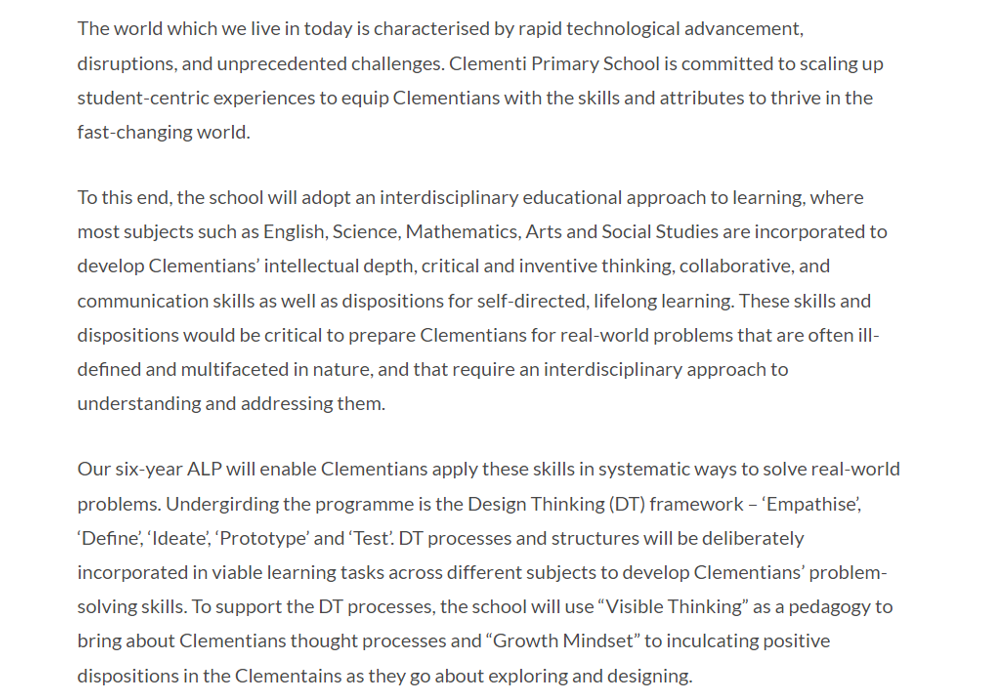 The world which we live in today is characterised by rapid technological advancement,
disruptions, and unprecedented challenges. Clementi Primary School is committed to scaling up
student-centric experiences to equip Clementians with the skills and attributes to thrive in the
fast-changing world.
To this end, the school will adopt an interdisciplinary educational approach to learning, where
most subjects such as English, Science, Mathematics, Arts and Social Studies are incorporated to
develop Clementians’ intellectual depth, critical and inventive thinking, collaborative, and
communication skills as well as dispositions for self-directed, lifelong learning. These skills and
dispositions would be critical to prepare Clementians for real-world problems that are often ill-
defined and multifaceted in nature, and that require an interdisciplinary approach to
understanding and addressing them.
Our six-year ALP will enable Clementians apply these skills in systematic ways to solve real-world
problems. Undergirding the programme is the Design Thinking (DT) framework – ‘Empathise’,
‘Define’, ‘Ideate’, ‘Prototype’ and ‘Test’. DT processes and structures will be deliberately
incorporated in viable learning tasks across different subjects to develop Clementians’ problem-
solving skills. To support the DT processes, the school will use “Visible Thinking” as a pedagogy to
bring about Clementians thought processes and “Growth Mindset” to inculcating positive
dispositions in the Clementains as they go about exploring and designing.